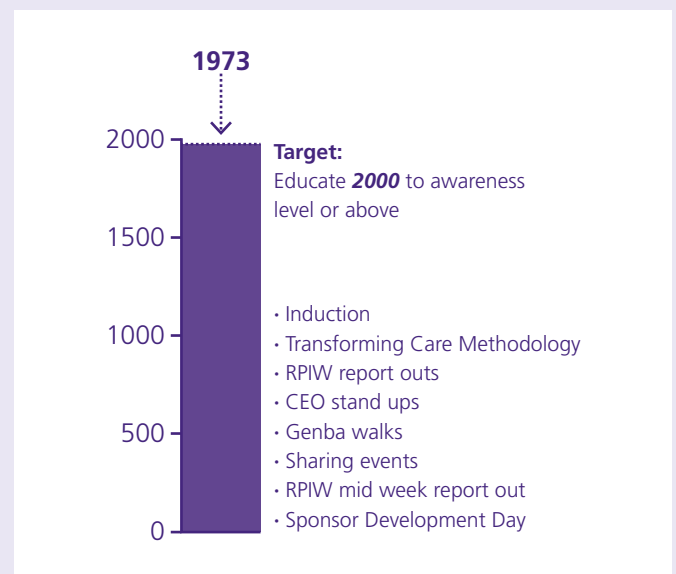 1973
2000
1500
1000
500
0
Target:
Educate 2000 to awareness
level or above
· Induction
· Transforming Care Methodology
· RPIW report outs
· CEO stand ups
· Genba walks
· Sharing events
· RPIW mid week report out
· Sponsor Development Day